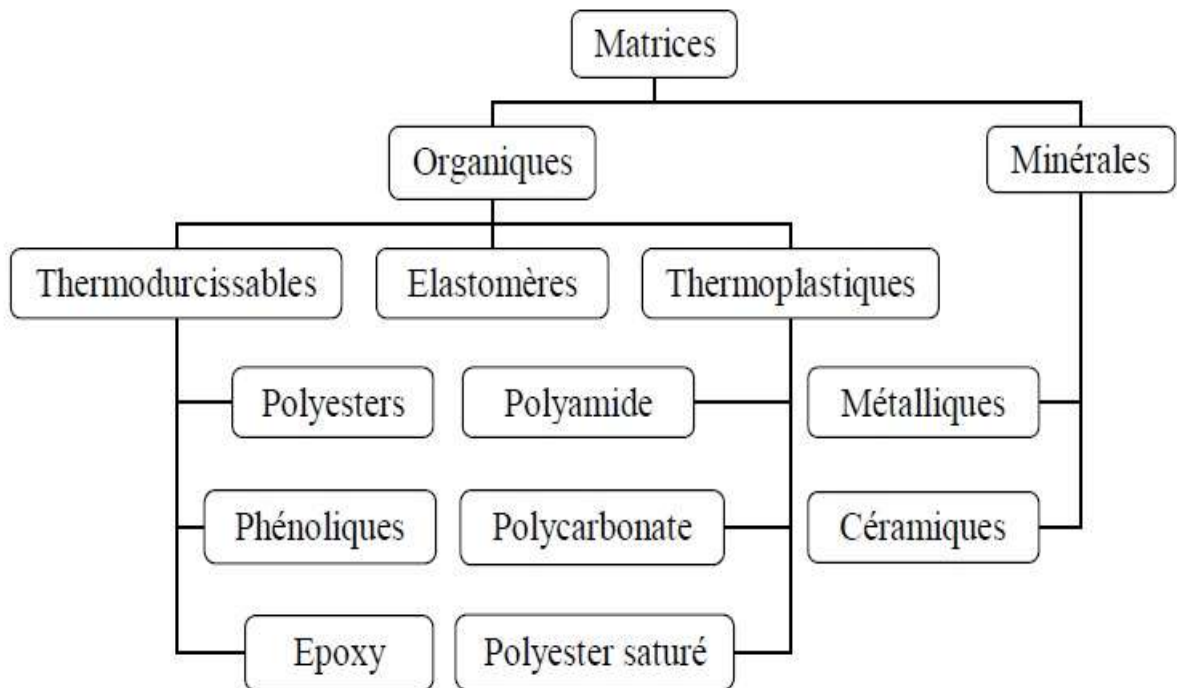 Matrices
Organiques
Minérales
Thermodurcissables
Elastomères
Thermoplastiques
Polyesters
Polyamide
Métalliques
Phénoliques
Polycarbonate
Céramiques
Epoxy
Polyester saturé